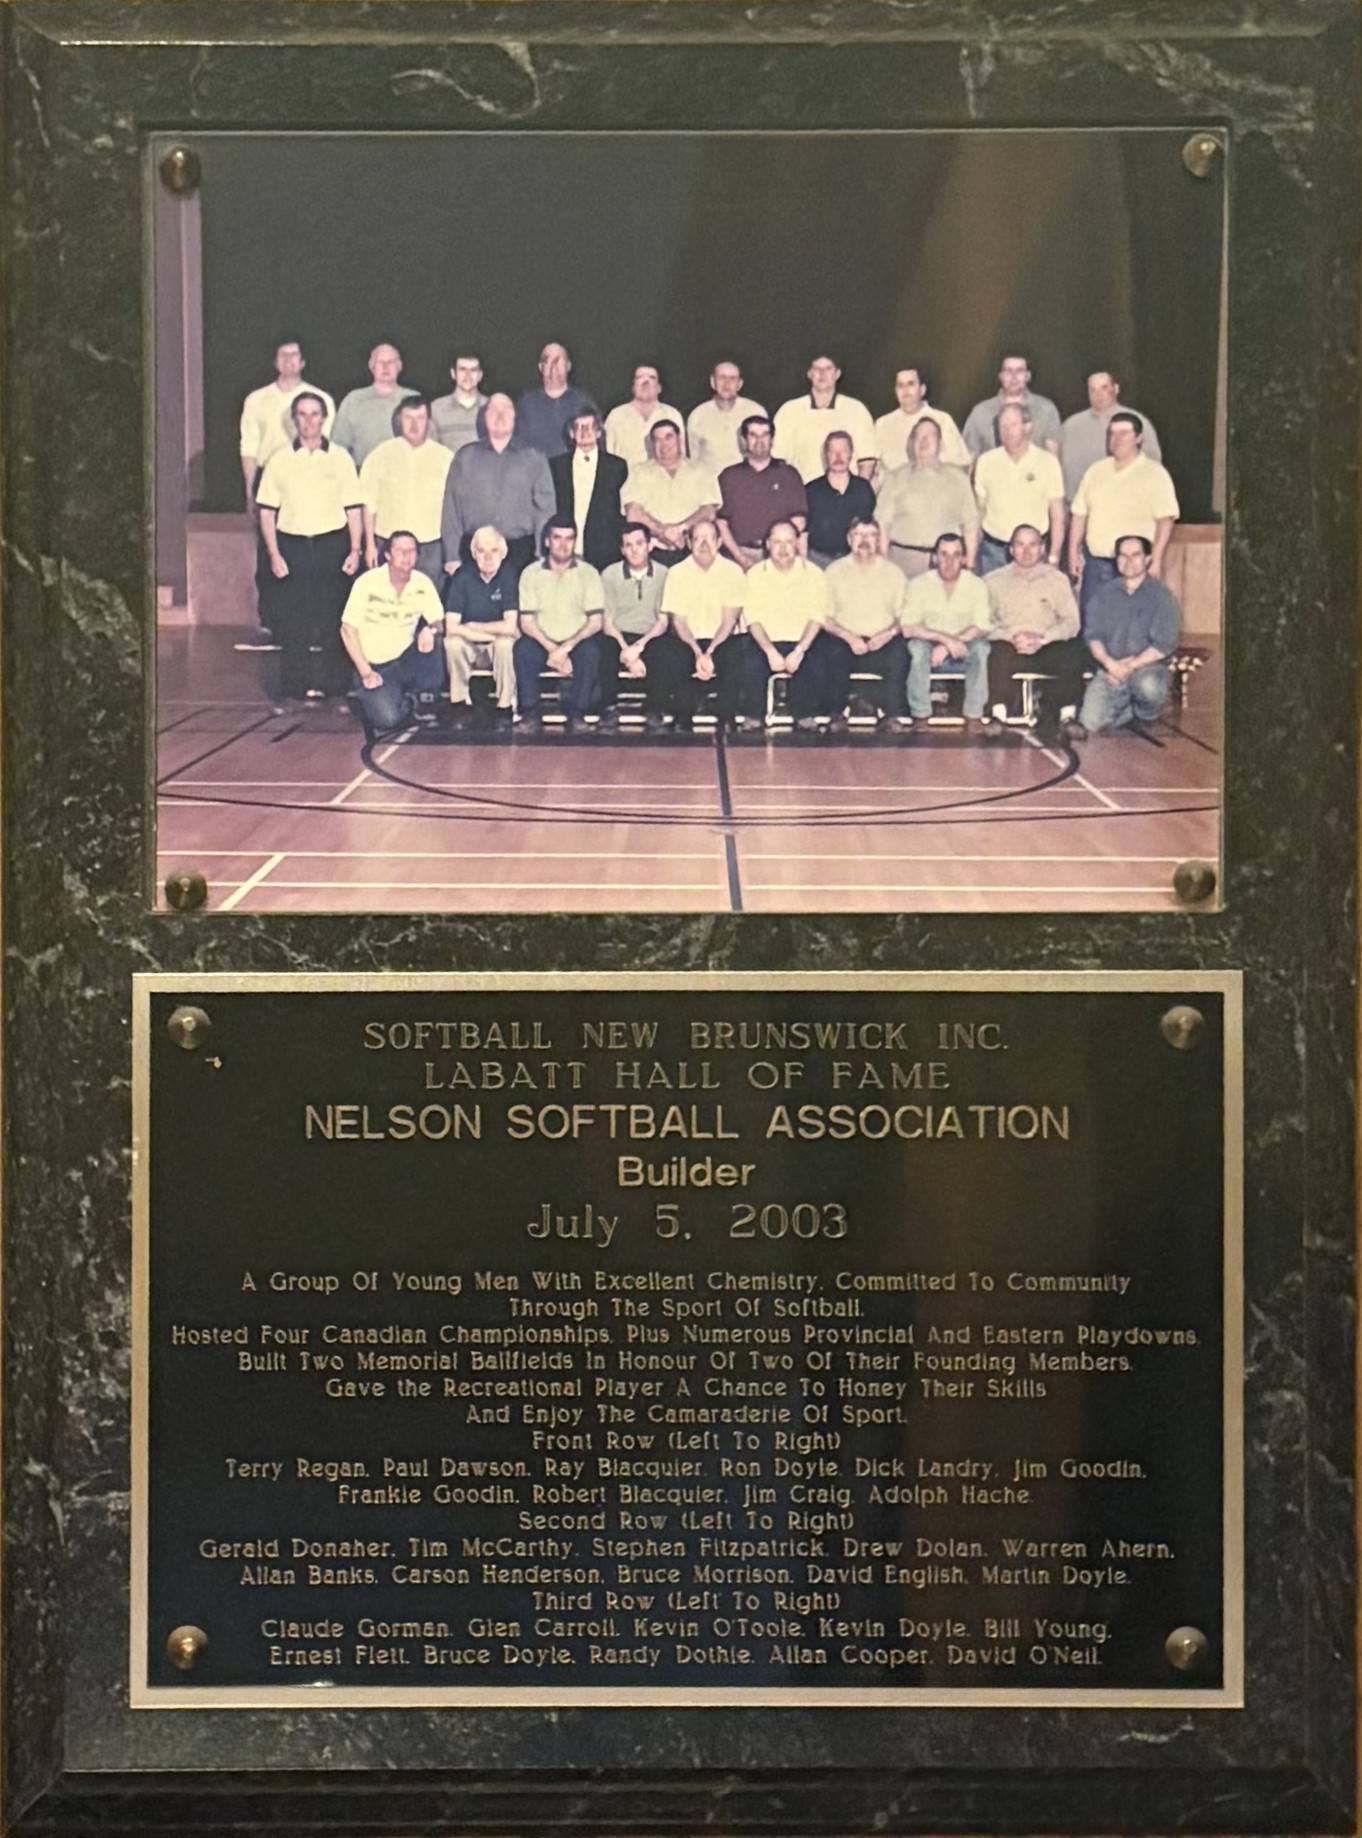 SOFTBALL NEW BRUNSWICK INC.
LABATT HALL OF FAME
NELSON SOFTBALL ASSOCIATION
Builder
July 5, 2003
A Group Of Young Men With Excellent Chemistry, Committed To Community
Through The Sport Of Softball.
Hosted Four Canadian Championships, Plus Numerous Provincial And Eastern Playdowns.
Built Two Memorial Ballfields In Honour Of Two Of Their Founding Members.
Gave the Recreational Player A Chance To Honey Their Skills
And Enjoy The Camaraderie Of Sport.
Front Row (Left To Right)
Terry Regan, Paul Dawson, Ray Blacquier, Ron Doyle, Dick Landry, Jim Goodin,
Frankie Goodin, Robert Blacquier, Jim Craig, Adolph Hache.
Second Row (Left To Right)
Gerald Donaher, Tim McCarthy, Stephen Fitzpatrick, Drew Dolan, Warren Ahern,
Allan Banks, Carson Henderson, Bruce Morrison, David English, Martin Doyle.
Third Row (Left To Right)
Claude Gorman, Glen Carroll, Kevin O'Toole, Kevin Doyle, Bill Young,
Ernest Flett, Bruce Doyle, Randy Dothie, Allan Cooper, David O'Neil.